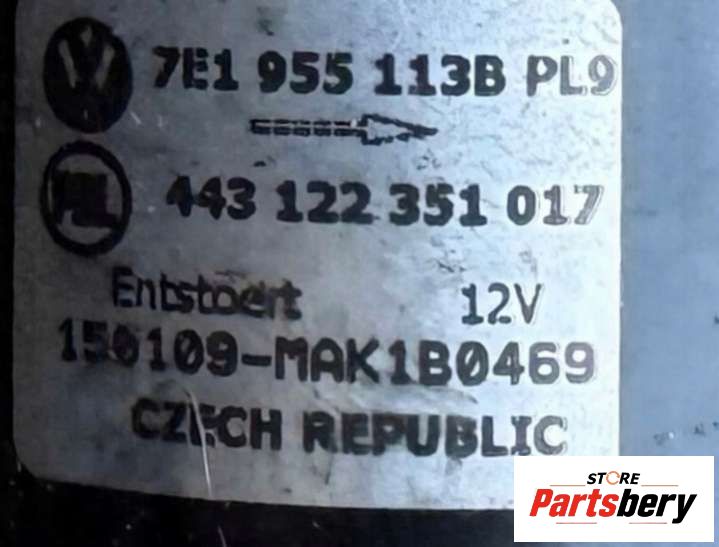 7E1 955 113B PL9
443 122 351 017
Entstoert 12V
150109-MAK1B0469
CZECH REPUBLIC
STORE
Partsbery